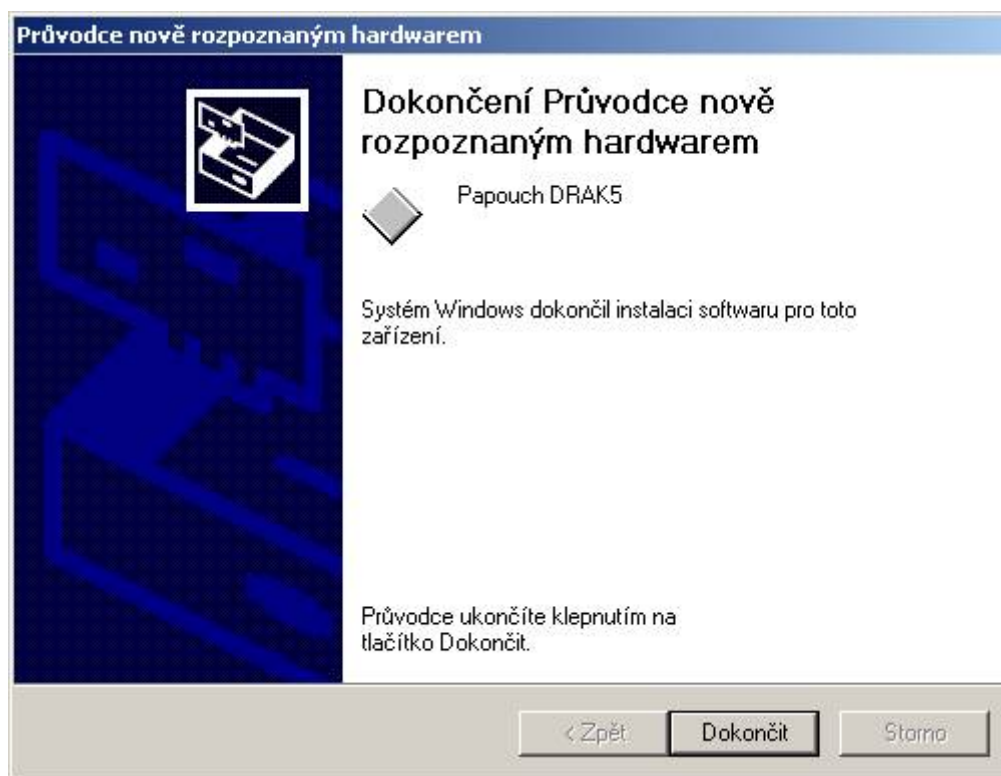 Průvodce nově rozpoznaným hardwarem
Dokončení Průvodce nově
rozpoznaným hardwarem
Papouch DRAK5
Systém Windows dokončil instalaci softwaru pro toto
zařízení.
Průvodce ukončíte klepnutím na
tlačítko Dokončit.
< Zpět
Dokončit
Storno